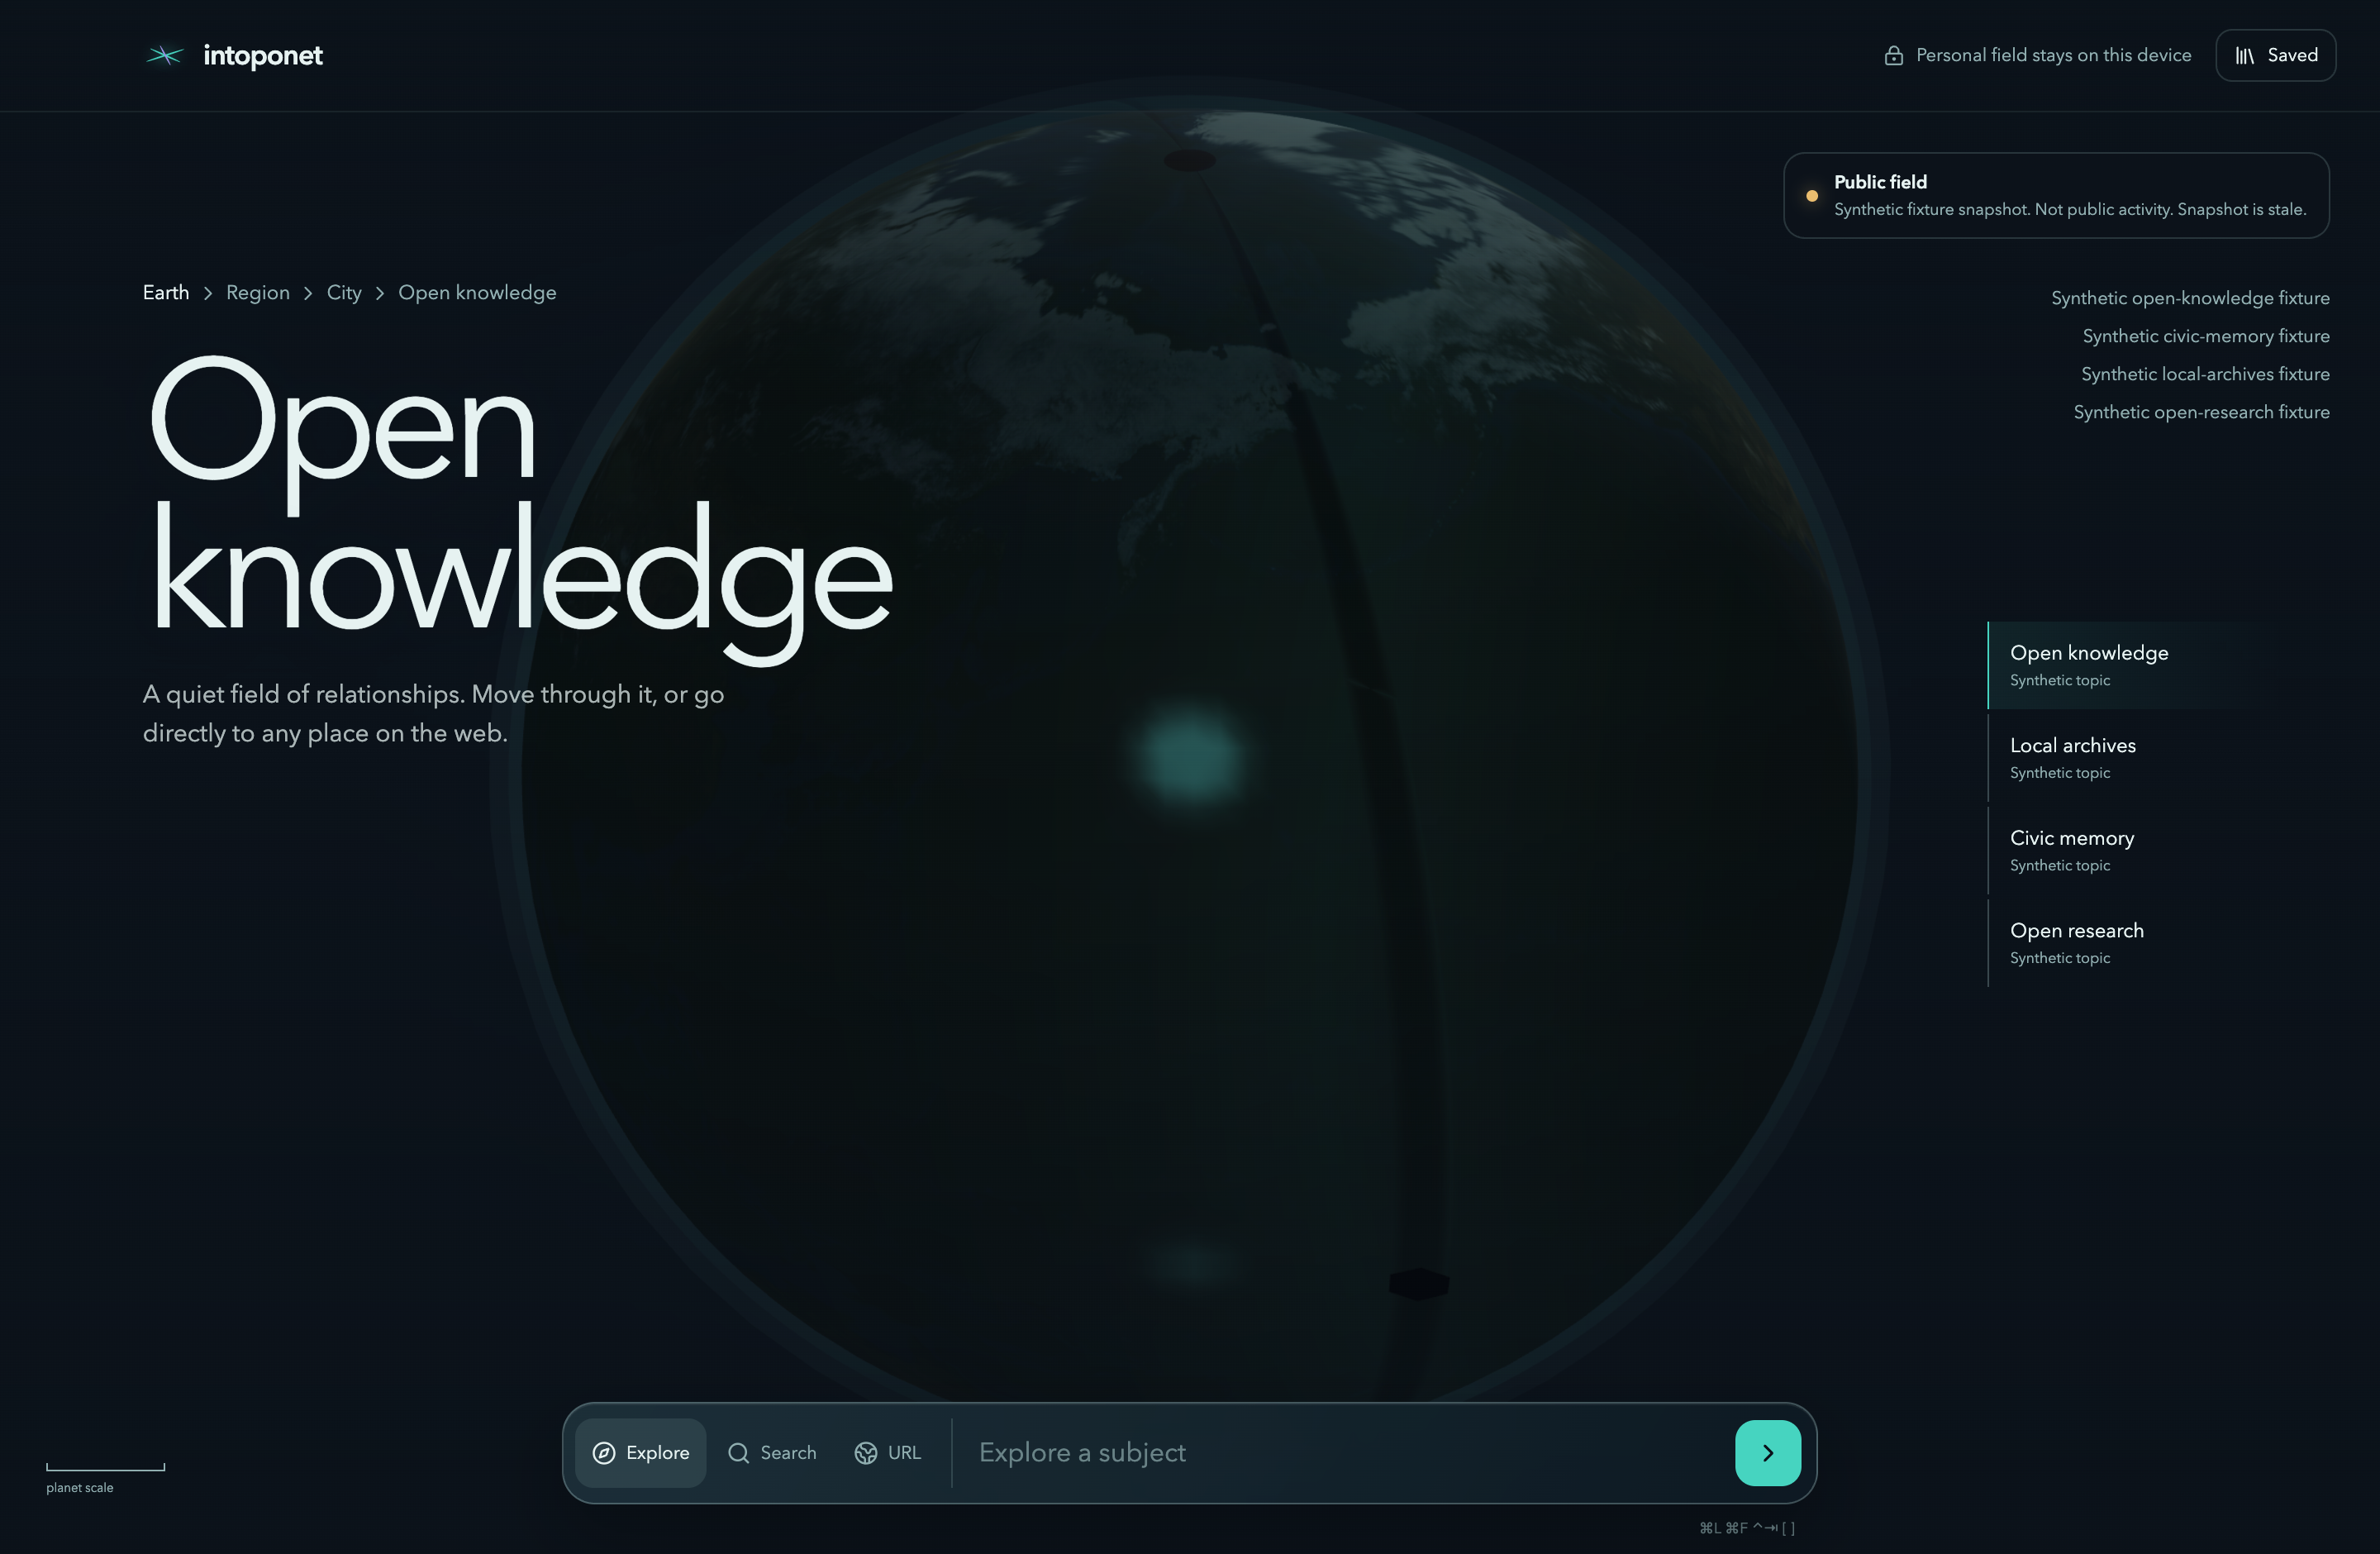 intoponet
Personal field stays on this device
Saved
Public field
Synthetic fixture snapshot. Not public activity. Snapshot is stale.
Earth > Region > City > Open knowledge
Synthetic open-knowledge fixture
Synthetic civic-memory fixture
Synthetic local-archives fixture
Synthetic open-research fixture
Open
knowledge
A quiet field of relationships. Move through it, or go
directly to any place on the web.
Open knowledge
Synthetic topic
Local archives
Synthetic topic
Civic memory
Synthetic topic
Open research
Synthetic topic
Explore
Search
URL
Explore a subject
planet scale
⌘L ⌘F ⌃⇥ [ ]